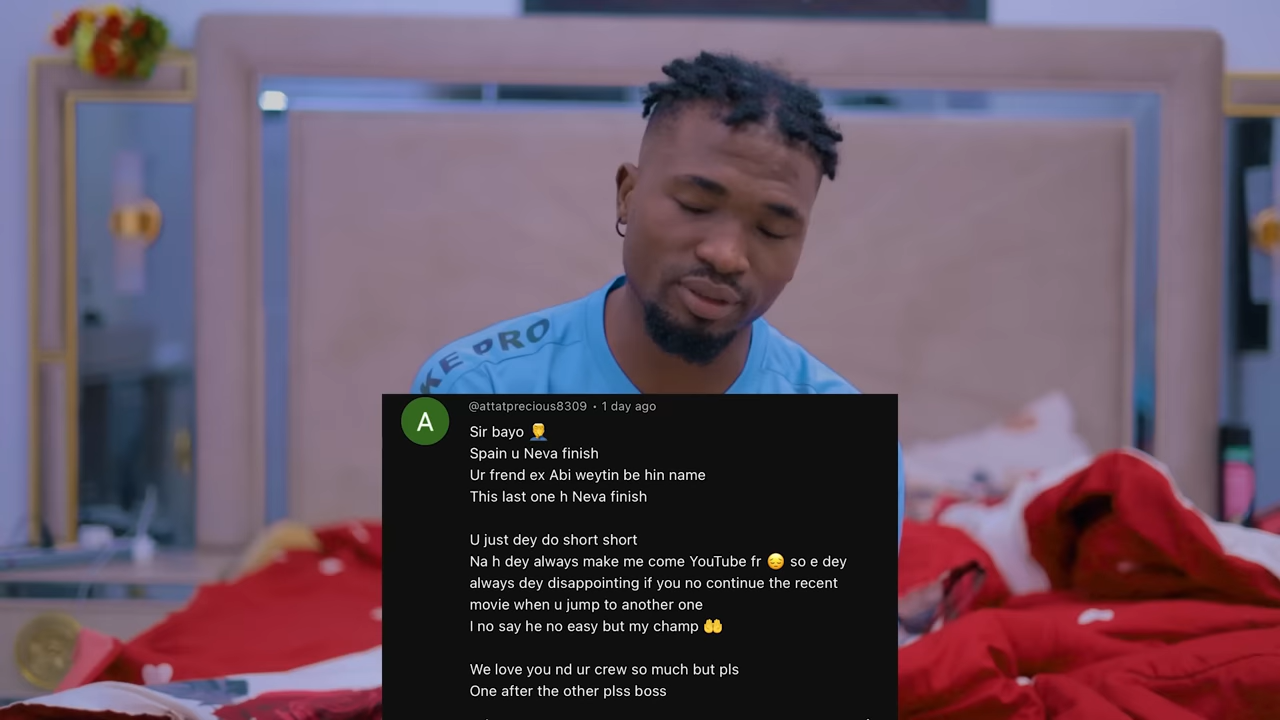 KE PRO
A
@attatprecious8309 • 1 day ago
Sir bayo 🤦‍♂️
Spain u Neva finish
Ur frend ex Abi weytin be hin name
This last one h Neva finish
U just dey do short short
Na h dey always make me come YouTube fr 😔 so e dey
always dey disappointing if you no continue the recent
movie when u jump to another one
I no say he no easy but my champ 🤲
We love you nd ur crew so much but pls
One after the other plss boss